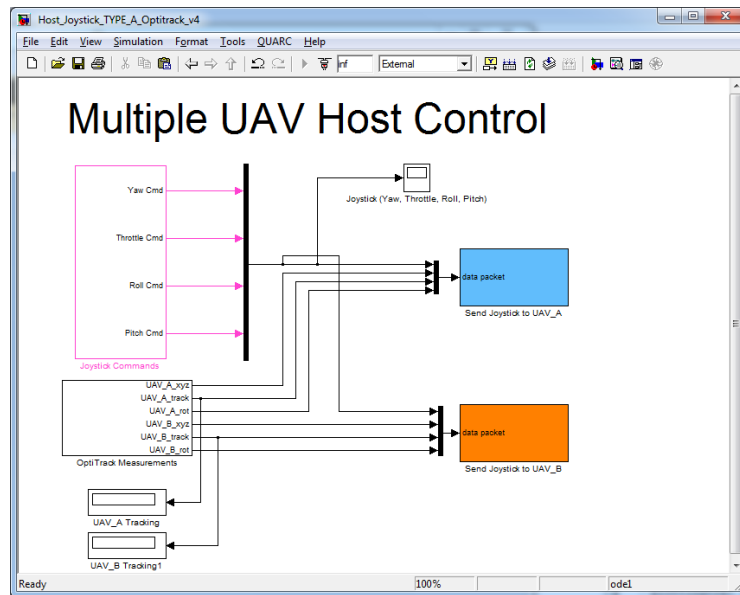 Host_Joystick_TYPE_A_Optitrack_v4
File Edit View Simulation Format Tools QUARC Help
inf External
Multiple UAV Host Control
Yaw Cmd
Throttle Cmd
Roll Cmd
Pitch Cmd
Joystick Commands
Joystick (Yaw, Throttle, Roll, Pitch)
data packet
Send Joystick to UAV_A
UAV_A_xyz
UAV_A_track
UAV_A_rot
UAV_B_xyz
UAV_B_track
UAV_B_rot
OptiTrack Measurements
data packet
Send Joystick to UAV_B
UAV_A Tracking
UAV_B Tracking1
Ready 100% ode1